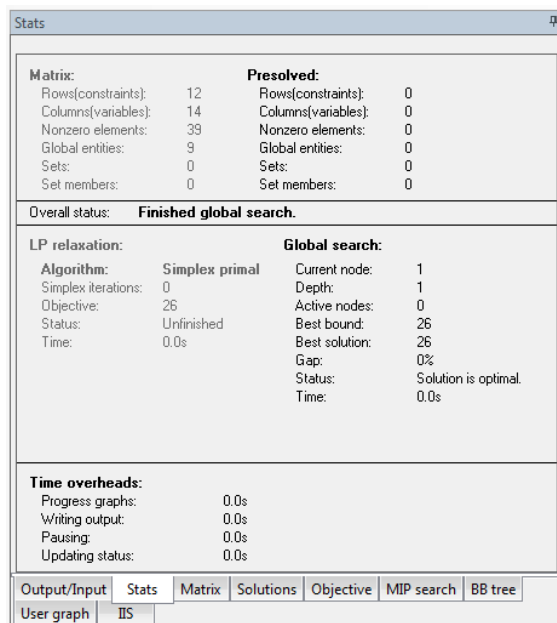 Stats
Matrix: Presolved:
Rows(constraints): 12 Rows(constraints): 0
Columns(variables): 14 Columns(variables): 0
Nonzero elements: 39 Nonzero elements: 0
Global entities: 9 Global entities: 0
Sets: 0 Sets: 0
Set members: 0 Set members: 0
Overall status: Finished global search.
LP relaxation: Global search:
Algorithm: Simplex primal Current node: 1
Simplex iterations: 0 Depth: 1
Objective: 26 Active nodes: 0
Status: Unfinished Best bound: 26
Time: 0.0s Best solution: 26
Gap: 0%
Status: Solution is optimal.
Time: 0.0s
Time overheads:
Progress graphs: 0.0s
Writing output: 0.0s
Pausing: 0.0s
Updating status: 0.0s
Output/Input Stats Matrix Solutions Objective MIP search BB tree
User graph IIS